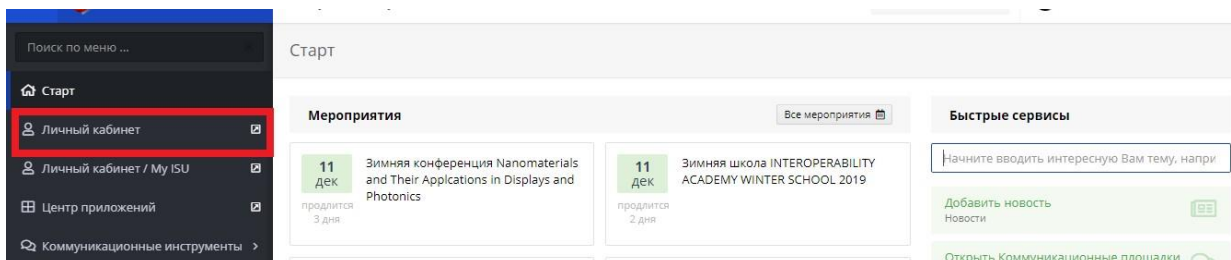 Поиск по меню ...
Старт
Личный кабинет
Личный кабинет / My ISU
Центр приложений
Коммуникационные инструменты
Старт
Мероприятия
Все мероприятия
11
дек
продлится
3 дня
Зимняя конференция Nanomaterials
and Their Applcations in Displays and
Photonics
11
дек
продлится
2 дня
Зимняя школа INTEROPERABILITY
ACADEMY WINTER SCHOOL 2019
Быстрые сервисы
Начните вводить интересную Вам тему, напри
Добавить новость
Новости
Открыть Коммуникационные площадки